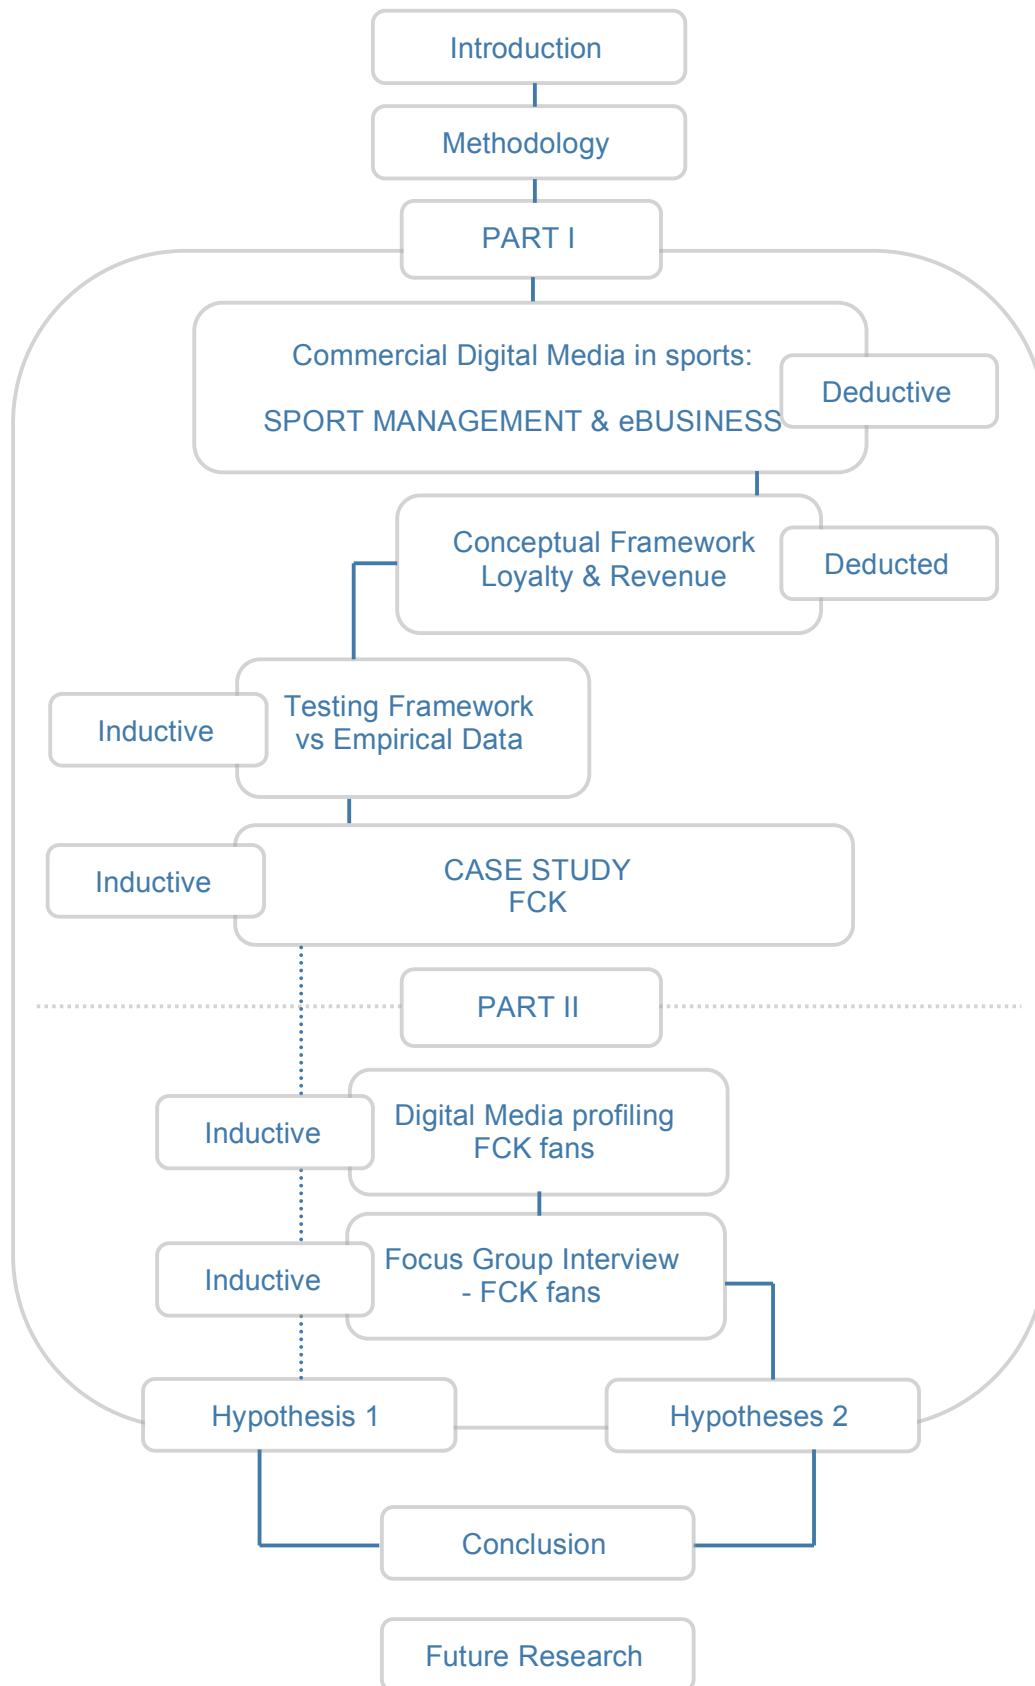 Introduction
Methodology
PART I
Commercial Digital Media in sports:
SPORT MANAGEMENT & eBUSINESS
Deductive
Conceptual Framework
Loyalty & Revenue
Deducted
Testing Framework
vs Empirical Data
Inductive
CASE STUDY
FCK
Inductive
PART II
Digital Media profiling
FCK fans
Inductive
Focus Group Interview
- FCK fans
Inductive
Hypothesis 1
Hypotheses 2
Conclusion
Future Research